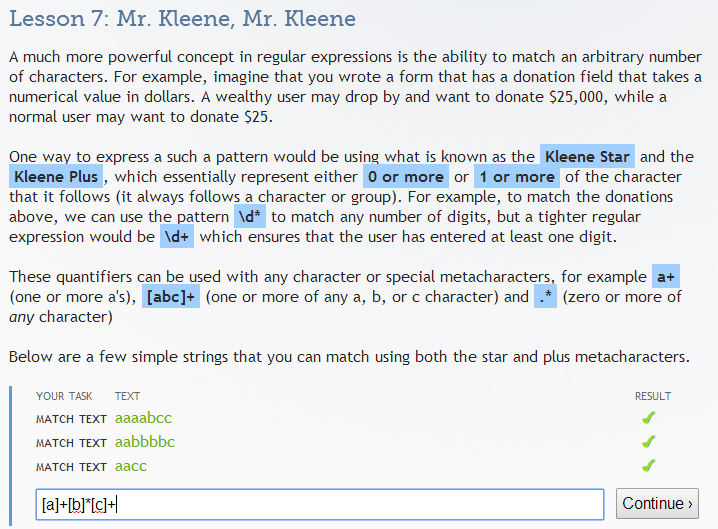 Lesson 7: Mr. Kleene, Mr. Kleene
A much more powerful concept in regular expressions is the ability to match an arbitrary number
of characters. For example, imagine that you wrote a form that has a donation field that takes a
numerical value in dollars. A wealthy user may drop by and want to donate $25,000, while a
normal user may want to donate $25.
One way to express a such a pattern would be using what is known as the Kleene Star and the
Kleene Plus, which essentially represent either 0 or more or 1 or more of the character
that it follows (it always follows a character or group). For example, to match the donations
above, we can use the pattern \d* to match any number of digits, but a tighter regular
expression would be \d+ which ensures that the user has entered at least one digit.
These quantifiers can be used with any character or special metacharacters, for example a+
(one or more a's), [abc]+ (one or more of any a, b, or c character) and .* (zero or more of
any character)
Below are a few simple strings that you can match using both the star and plus metacharacters.
YOUR TASK TEXT RESULT
MATCH TEXT aaaabcc
MATCH TEXT aabbbbc
MATCH TEXT aacc
[a]+[b]*[c]+ Continue ›